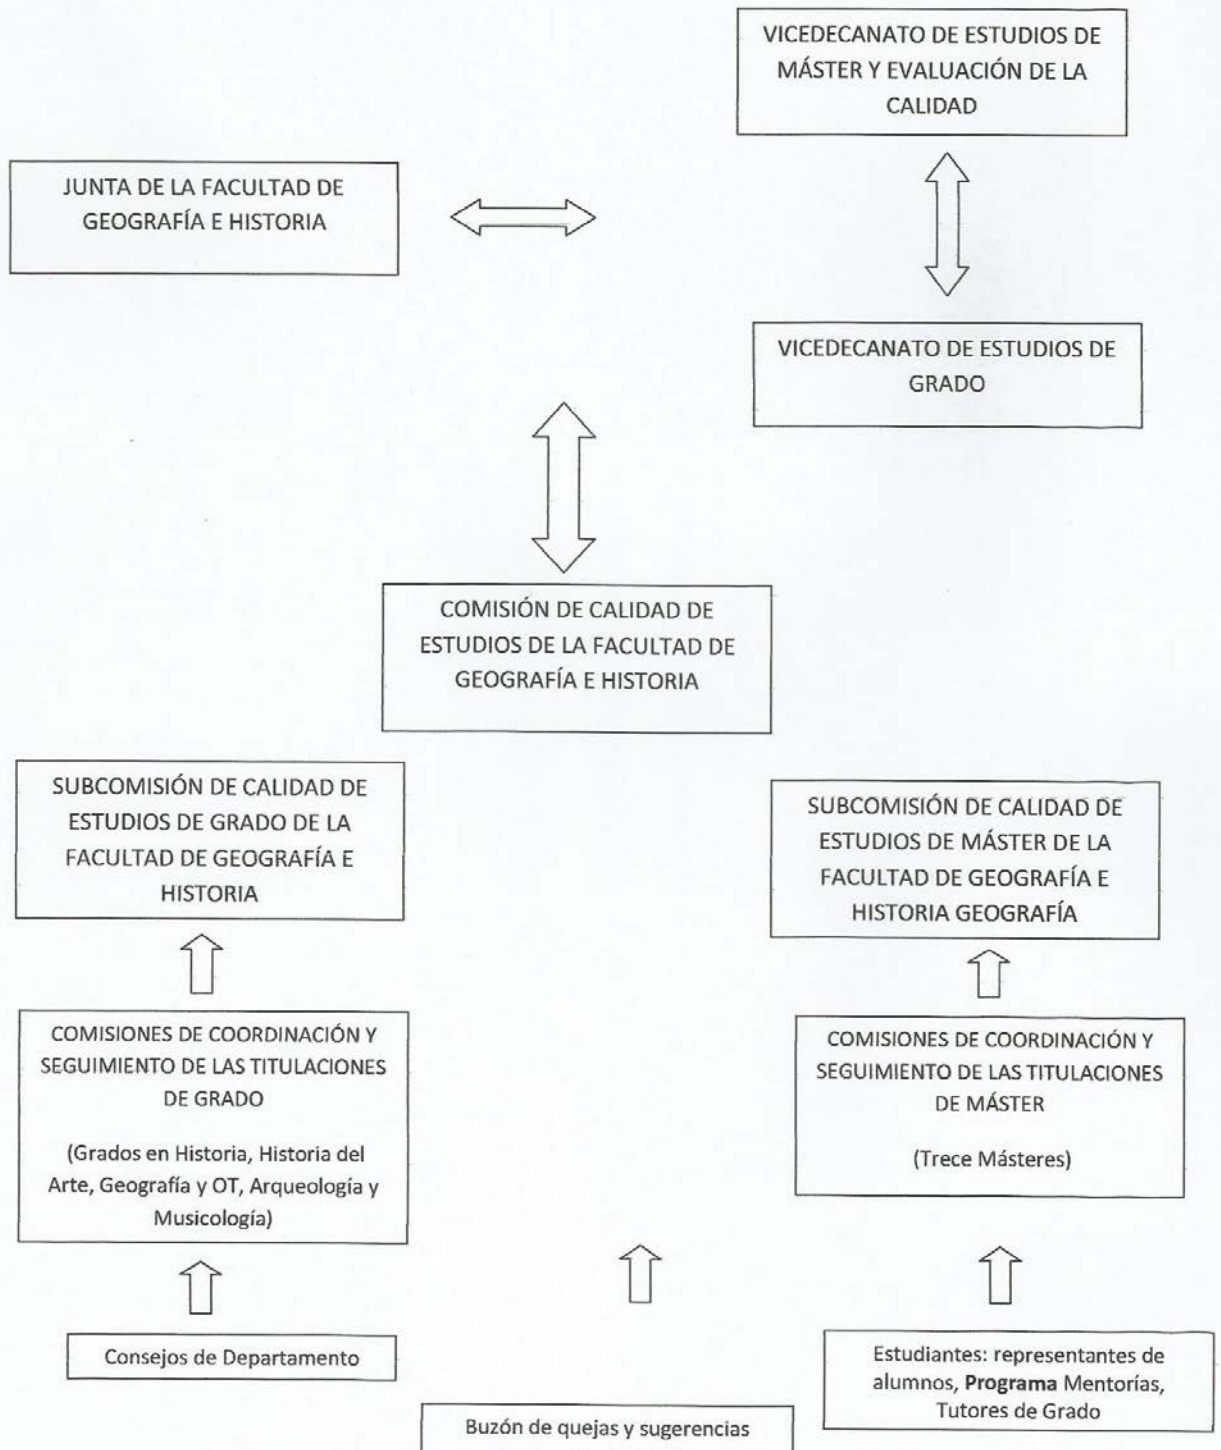 VICEDECANATO DE ESTUDIOS DE
MÁSTER Y EVALUACIÓN DE LA
CALIDAD
JUNTA DE LA FACULTAD DE
GEOGRAFÍA E HISTORIA
VICEDECANATO DE ESTUDIOS DE
GRADO
COMISIÓN DE CALIDAD DE
ESTUDIOS DE LA FACULTAD DE
GEOGRAFÍA E HISTORIA
SUBCOMISIÓN DE CALIDAD DE
ESTUDIOS DE GRADO DE LA
FACULTAD DE GEOGRAFÍA E
HISTORIA
SUBCOMISIÓN DE CALIDAD DE
ESTUDIOS DE MÁSTER DE LA
FACULTAD DE GEOGRAFÍA E
HISTORIA GEOGRAFÍA
COMISIONES DE COORDINACIÓN Y
SEGUIMIENTO DE LAS TITULACIONES
DE GRADO
(Grados en Historia, Historia del
Arte, Geografía y OT, Arqueología y
Musicología)
COMISIONES DE COORDINACIÓN Y
SEGUIMIENTO DE LAS TITULACIONES
DE MÁSTER
(Trece Másteres)
Consejos de Departamento
Buzón de quejas y sugerencias
Estudiantes: representantes de
alumnos, Programa Mentorías,
Tutores de Grado